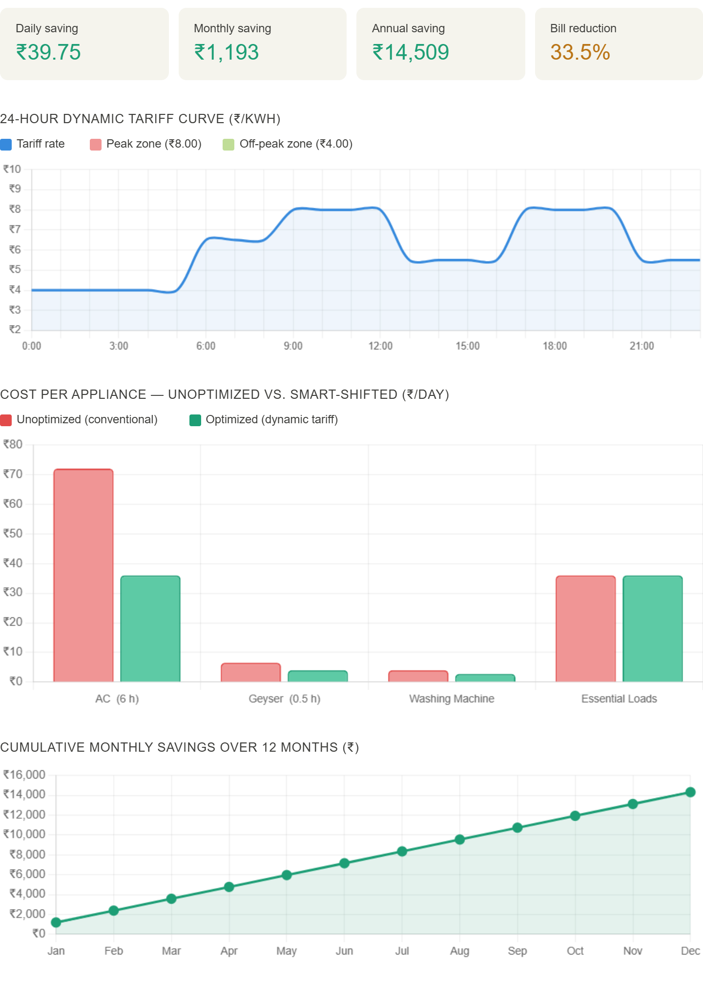 Daily saving
₹39.75
Monthly saving
₹1,193
Annual saving
₹14,509
Bill reduction
33.5%
24-HOUR DYNAMIC TARIFF CURVE (₹/KWH)
Tariff rate
Peak zone (₹8.00)
Off-peak zone (₹4.00)
₹10
₹9
₹8
₹7
₹6
₹5
₹4
₹3
₹2
0:00 3:00 6:00 9:00 12:00 15:00 18:00 21:00
COST PER APPLIANCE — UNOPTIMIZED VS. SMART-SHIFTED (₹/DAY)
Unoptimized (conventional)
Optimized (dynamic tariff)
₹80
₹70
₹60
₹50
₹40
₹30
₹20
₹10
₹0
AC (6 h) Geyser (0.5 h) Washing Machine Essential Loads
CUMULATIVE MONTHLY SAVINGS OVER 12 MONTHS (₹)
₹16,000
₹14,000
₹12,000
₹10,000
₹8,000
₹6,000
₹4,000
₹2,000
₹0
Jan Feb Mar Apr May Jun Jul Aug Sep Oct Nov Dec